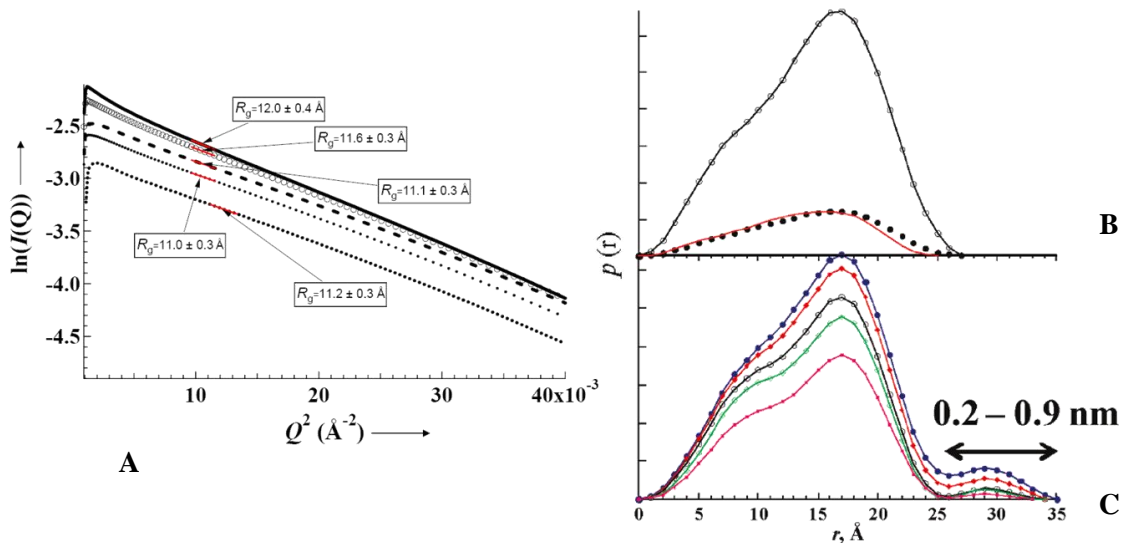 ln(I(Q))
-2.5
-3.0
-3.5
-4.0
-4.5
Rg=12.0 ± 0.4 Å
Rg=11.6 ± 0.3 Å
Rg=11.1 ± 0.3 Å
Rg=11.0 ± 0.3 Å
Rg=11.2 ± 0.3 Å
10
20
30
40x10⁻³
Q² (Å⁻²)
A
B
p (r)
0.2 – 0.9 nm
C
0 5 10 15 20 25 30 35
r, Å